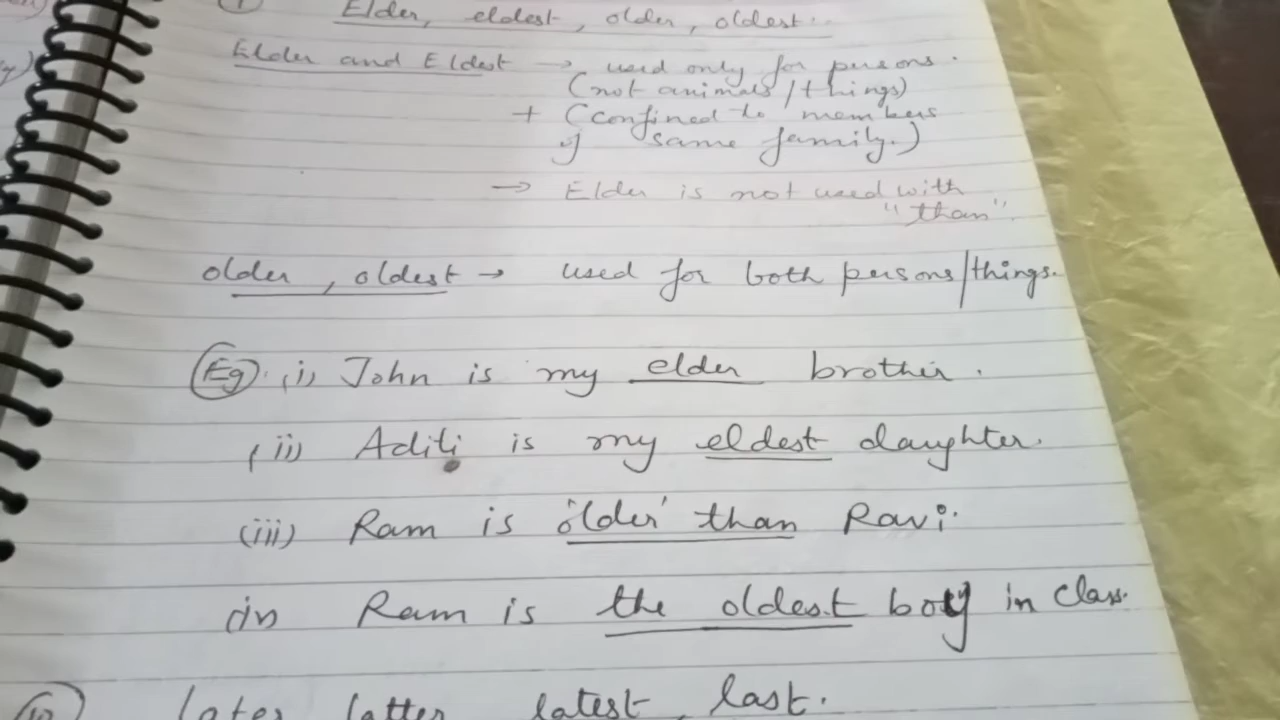 Elder, eldest, older, oldest:-
Elder and Eldest → used only for persons.
(not animals/things)
+ (confined to members
of same family.)
→ Elder is not used with
"than".
older, oldest → used for both persons/things.
Eg. (i) John is my elder brother.
(ii) Aditi is my eldest daughter.
(iii) Ram is 'older' than Ravi.
(iv) Ram is the oldest boy in class.
later latter latest, last.